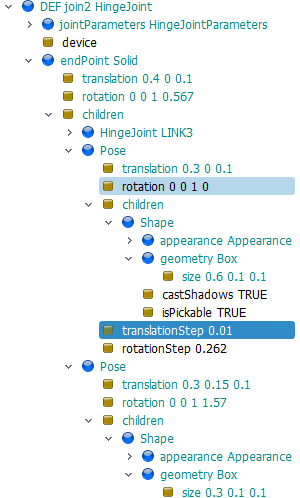 DEF join2 HingeJoint
jointParameters HingeJointParameters
device
endPoint Solid
translation 0.4 0 0.1
rotation 0 0 1 0.567
children
HingeJoint LINK3
Pose
translation 0.3 0 0.1
rotation 0 0 1 0
children
Shape
appearance Appearance
geometry Box
size 0.6 0.1 0.1
castShadows TRUE
isPickable TRUE
translationStep 0.01
rotationStep 0.262
Pose
translation 0.3 0.15 0.1
rotation 0 0 1 1.57
children
Shape
appearance Appearance
geometry Box
size 0.3 0.1 0.1